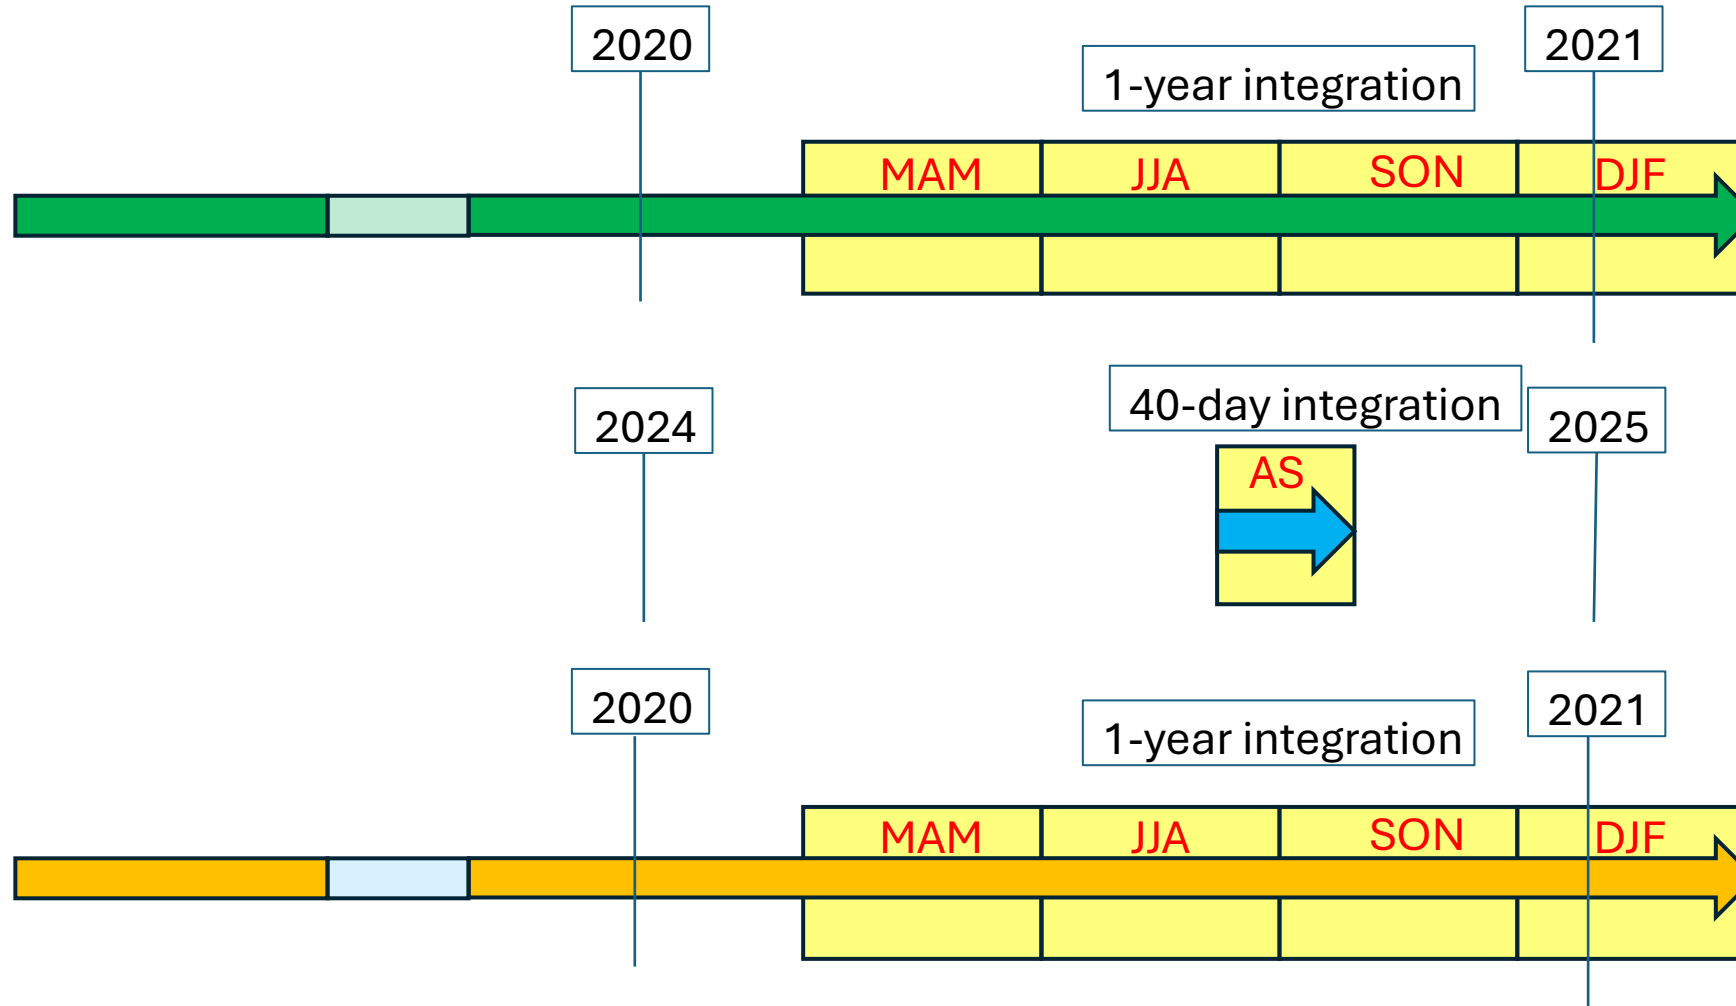 2020
2021
1-year integration
MAM
JJA
SON
DJF
40-day integration
2024
2025
AS
2020
2021
1-year integration
MAM
JJA
SON
DJF